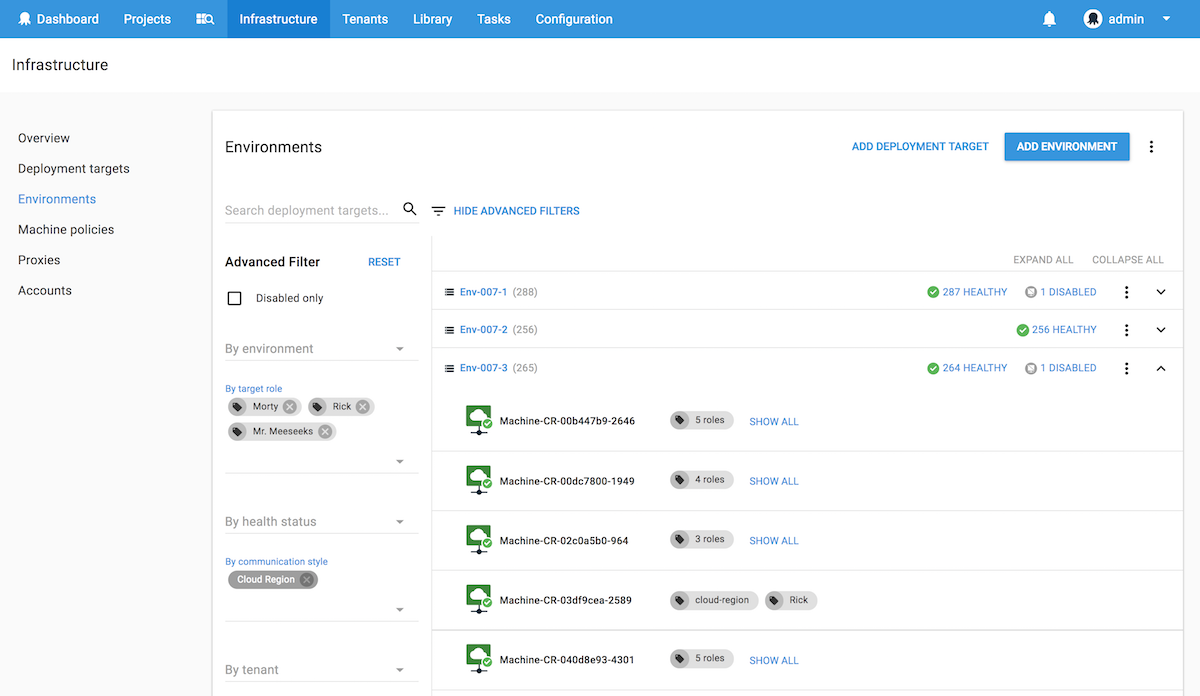 Dashboard Projects Infrastructure Tenants Library Tasks Configuration admin
Infrastructure
Overview
Deployment targets
Environments
Machine policies
Proxies
Accounts
Environments ADD DEPLOYMENT TARGET ADD ENVIRONMENT
Search deployment targets... HIDE ADVANCED FILTERS
Advanced Filter RESET
Disabled only
By environment
By target role
Morty Rick
Mr. Meeseeks
By health status
By communication style
Cloud Region
By tenant
EXPAND ALL COLLAPSE ALL
Env-007-1 (288) 287 HEALTHY 1 DISABLED
Env-007-2 (256) 256 HEALTHY
Env-007-3 (265) 264 HEALTHY 1 DISABLED
Machine-CR-00b447b9-2646 5 roles SHOW ALL
Machine-CR-00dc7800-1949 4 roles SHOW ALL
Machine-CR-02c0a5b0-964 3 roles SHOW ALL
Machine-CR-03df9cea-2589 cloud-region Rick
Machine-CR-040d8e93-4301 5 roles SHOW ALL